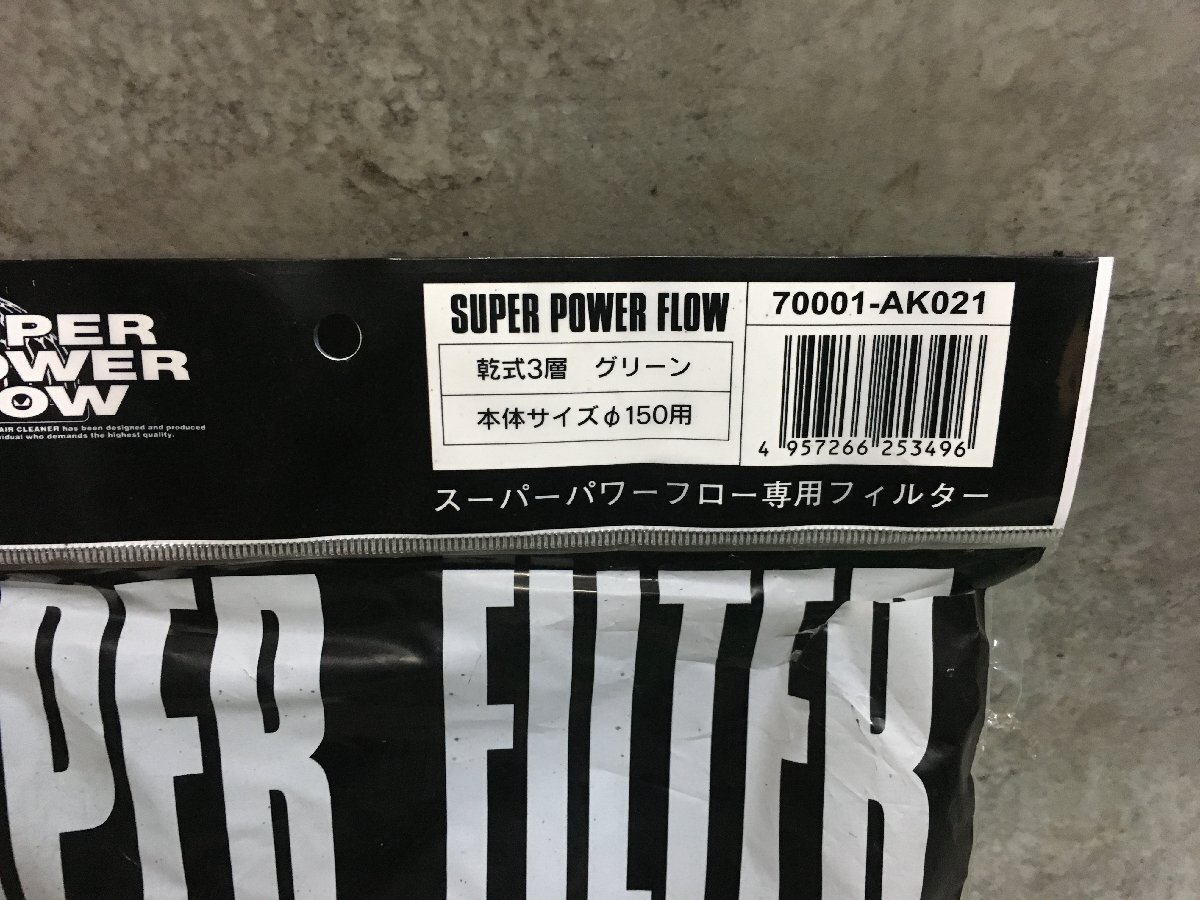 PER
POWER
OW
AIR CLEANER has been designed and produced
who demands the highest quality.
SUPER POWER FLOW
乾式3層 グリーン
本体サイズφ150用
70001-AK021
4 957266 253496
スーパーパワーフロー専用フィルター
PER FILTER